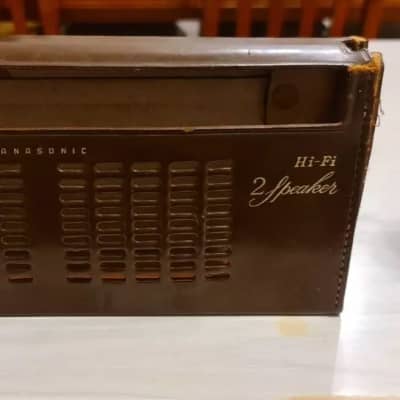 ANASONIC
Hi-Fi
2 Speaker